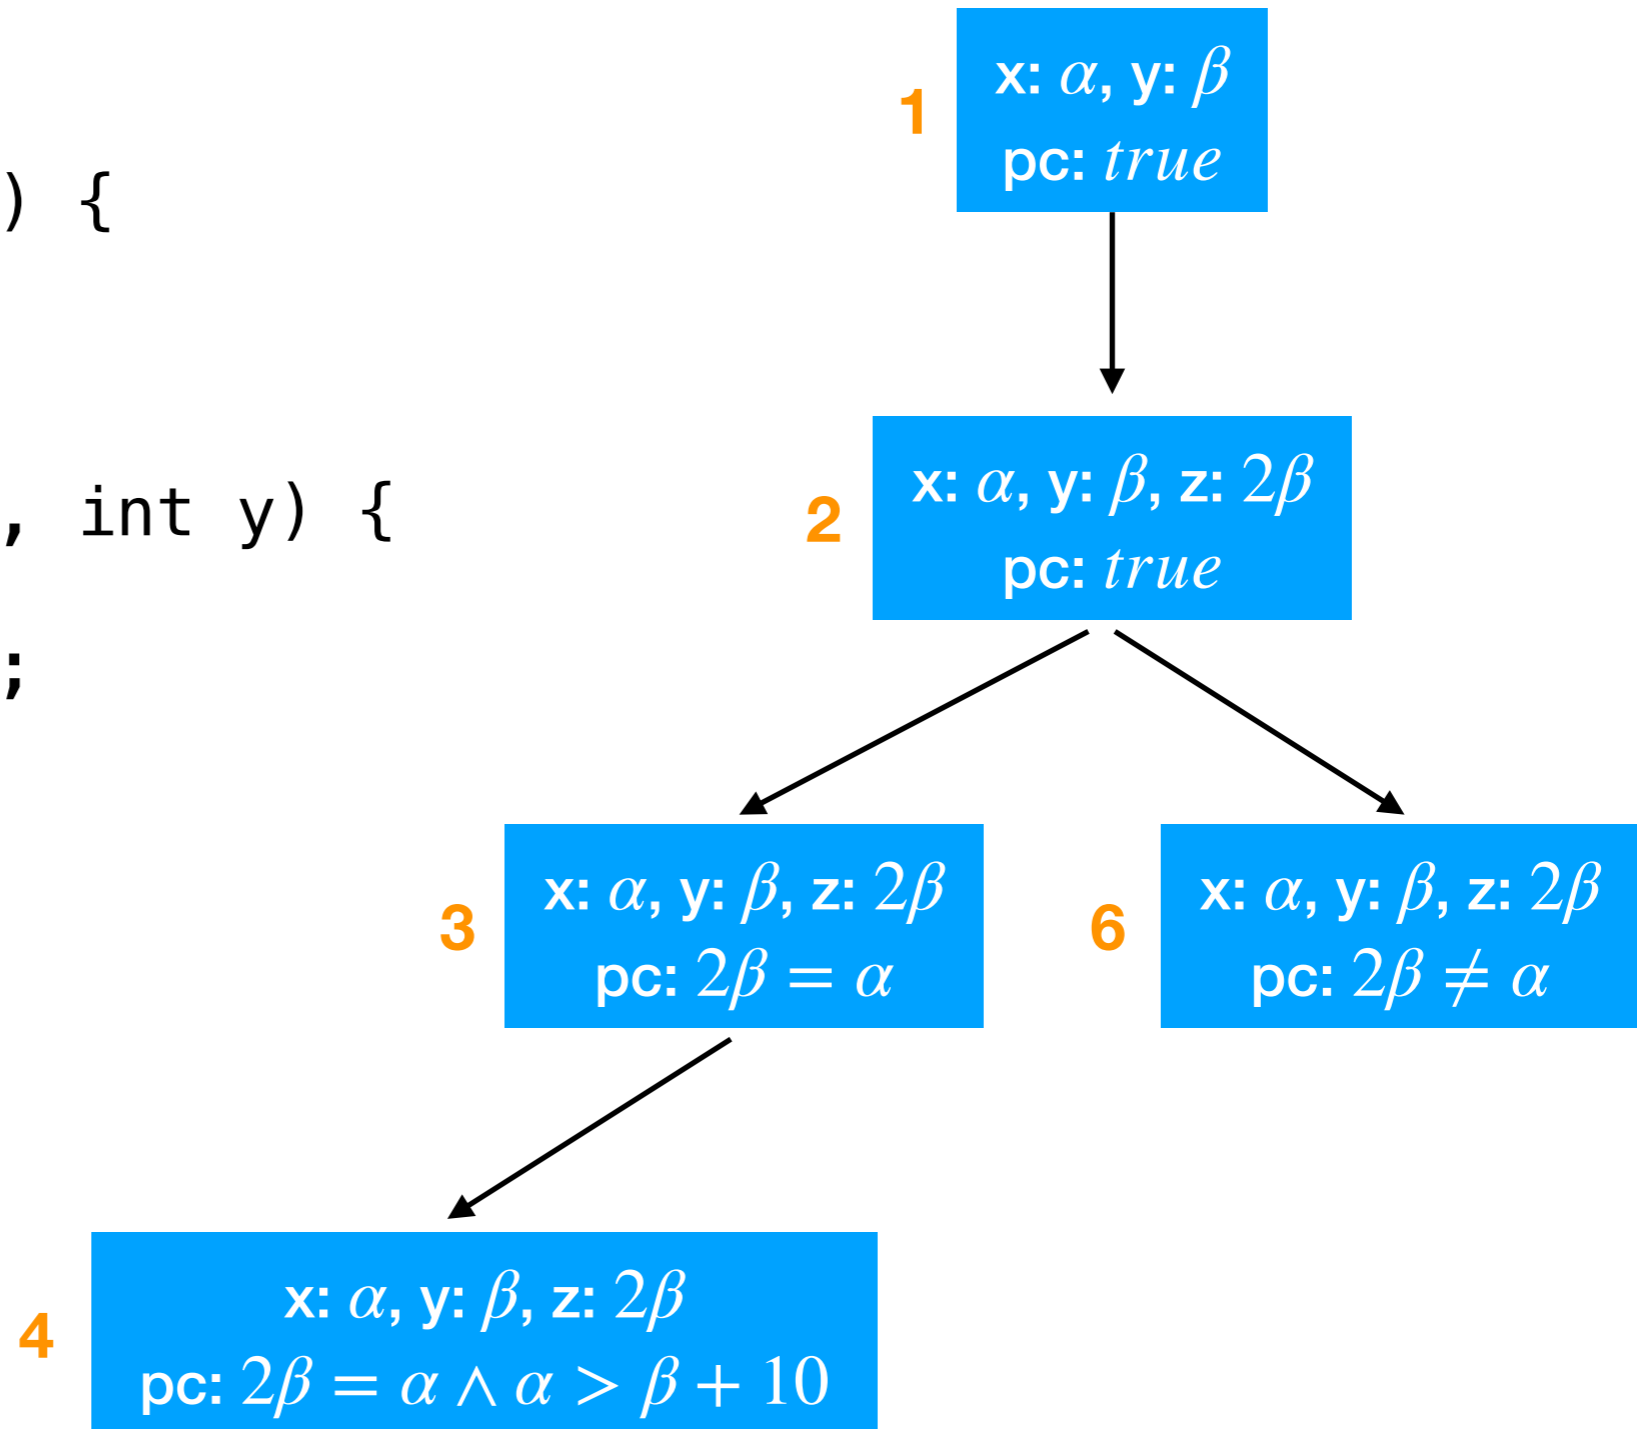 ) {
, int y) {
;
1
x: α, y: β
pc: true
2
x: α, y: β, z: 2β
pc: true
3
x: α, y: β, z: 2β
pc: 2β = α
6
x: α, y: β, z: 2β
pc: 2β ≠ α
4
x: α, y: β, z: 2β
pc: 2β = α ∧ α > β + 10